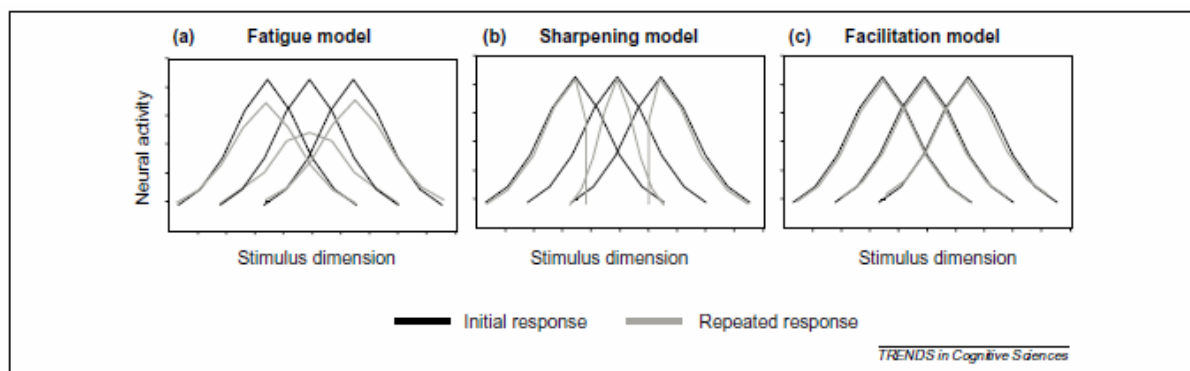 (a) Fatigue model
(b) Sharpening model
(c) Facilitation model
Neural activity
Stimulus dimension
Stimulus dimension
Stimulus dimension
Initial response
Repeated response
TRENDS in Cognitive Sciences